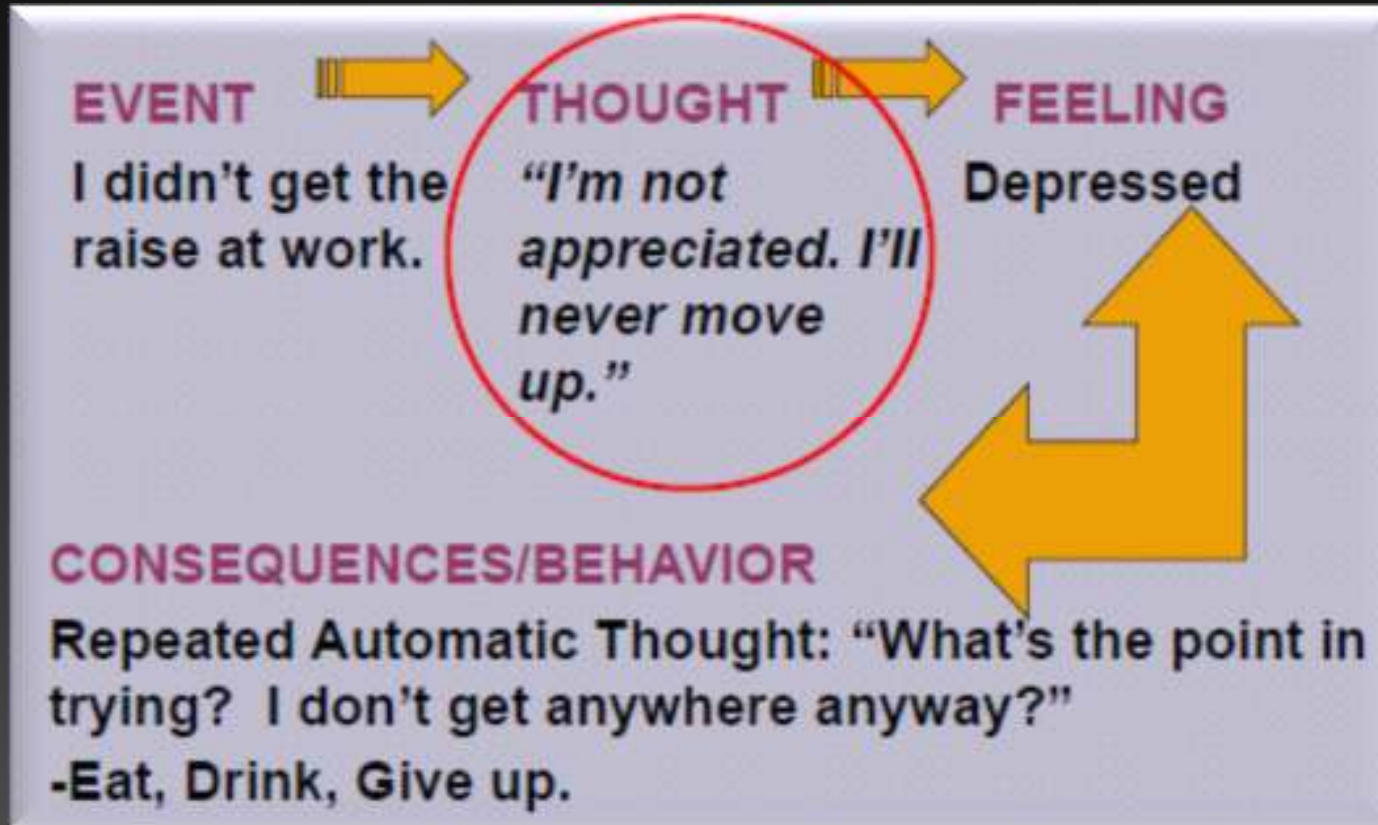 EVENT
I didn't get the
raise at work.
THOUGHT
“I'm not
appreciated. I'll
never move
up.”
FEELING
Depressed
CONSEQUENCES/BEHAVIOR
Repeated Automatic Thought: “What's the point in
trying?  I don't get anywhere anyway?”
-Eat, Drink, Give up.